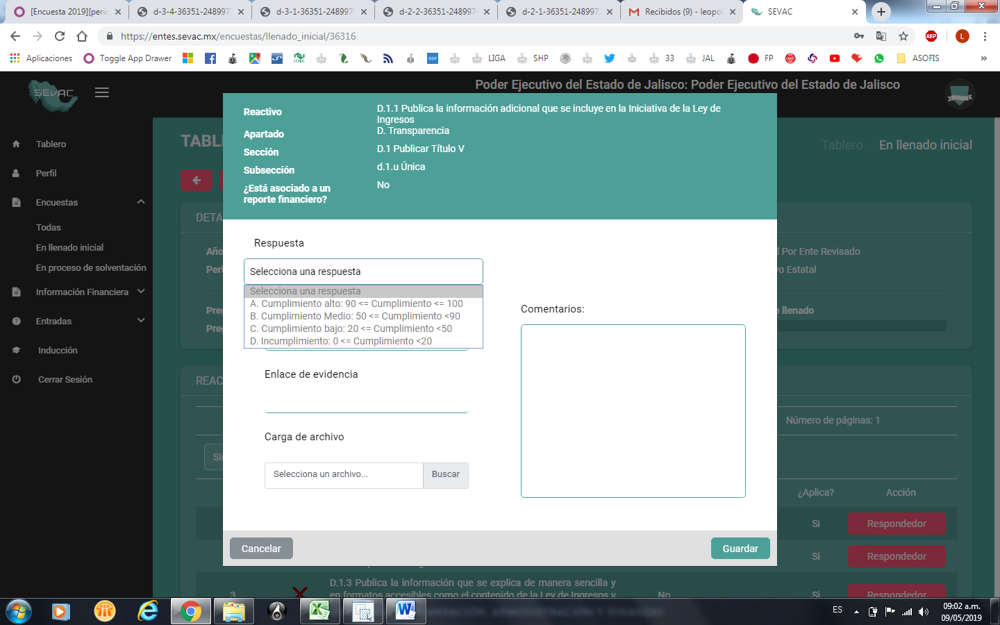 [Encuesta 2019][peric
d-3-4-36351-248997
d-3-1-36351-248997
d-2-2-36351-248997
d-2-1-36351-248997
Recibidos (9) - leopol
SEVAC
https://entes.sevac.mx/encuestas/llenado_inicial/36316
ABP
L
Aplicaciones
Toggle App Drawer
DOF
LIGA
SHP
33
JAL
FP
ASOFIS
»
SEVAC
Poder Ejecutivo del Estado de Jalisco: Poder Ejecutivo del Estado de Jalisco
Tablero
Perfil
Encuestas
Todas
En llenado inicial
En proceso de solventación
Información Financiera
Entradas
Inducción
Cerrar Sesión
TABL
Tablero / En llenado inicial
DETA
Año
l Por Ente Revisado
Peri
o Estatal
Preg
e llenado
Preg
REAC
Número de páginas: 1
Sin
¿Aplica?
Acción
Si
Respondedor
Si
Respondedor
3
D.1.3 Publica la información que se explica de manera sencilla y
en formatos accesibles como el contenido de la Ley de Ingresos y
No
Si
Respondedor
Reactivo
D.1.1 Publica la información adicional que se incluye en la Iniciativa de la Ley de
Ingresos
Apartado
D. Transparencia
Sección
D.1 Publicar Título V
Subsección
d.1.u Única
¿Está asociado a un
reporte financiero?
No
Respuesta
Selecciona una respuesta
Selecciona una respuesta
A. Cumplimiento alto: 90 <= Cumplimiento <= 100
B. Cumplimiento Medio: 50 <= Cumplimiento <90
C. Cumplimiento bajo: 20 <= Cumplimiento <50
D. Incumplimiento: 0 <= Cumplimiento <20
Enlace de evidencia
Carga de archivo
Selecciona un archivo...
Buscar
Comentarios:
Cancelar
Guardar
ES
09:02 a.m.
09/05/2019